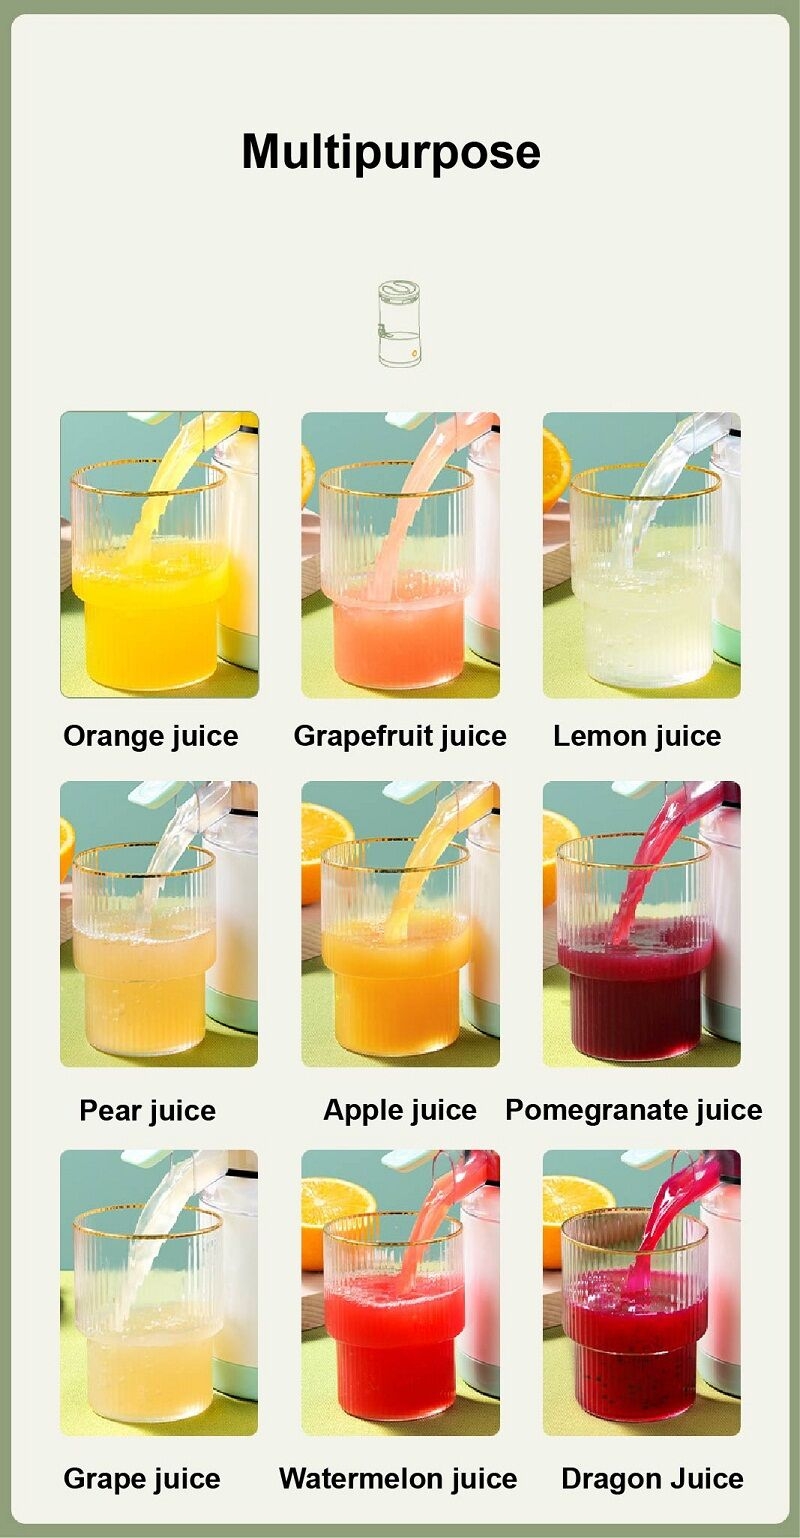 Multipurpose
Orange juice
Grapefruit juice
Lemon juice
Pear juice
Apple juice
Pomegranate juice
Grape juice
Watermelon juice
Dragon Juice